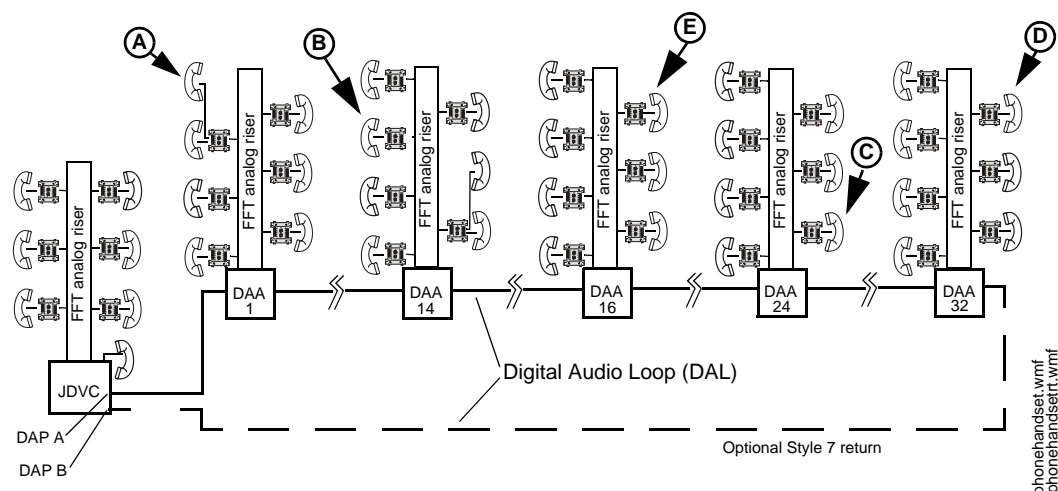 A
B
E
D
C
FFT analog riser
FFT analog riser
FFT analog riser
FFT analog riser
FFT analog riser
FFT analog riser
DAA
1
DAA
14
DAA
16
DAA
24
DAA
32
JDVC
Digital Audio Loop (DAL)
DAP A
DAP B
Optional Style 7 return
phonehandset.wmf
phonehandsetrt.wmf